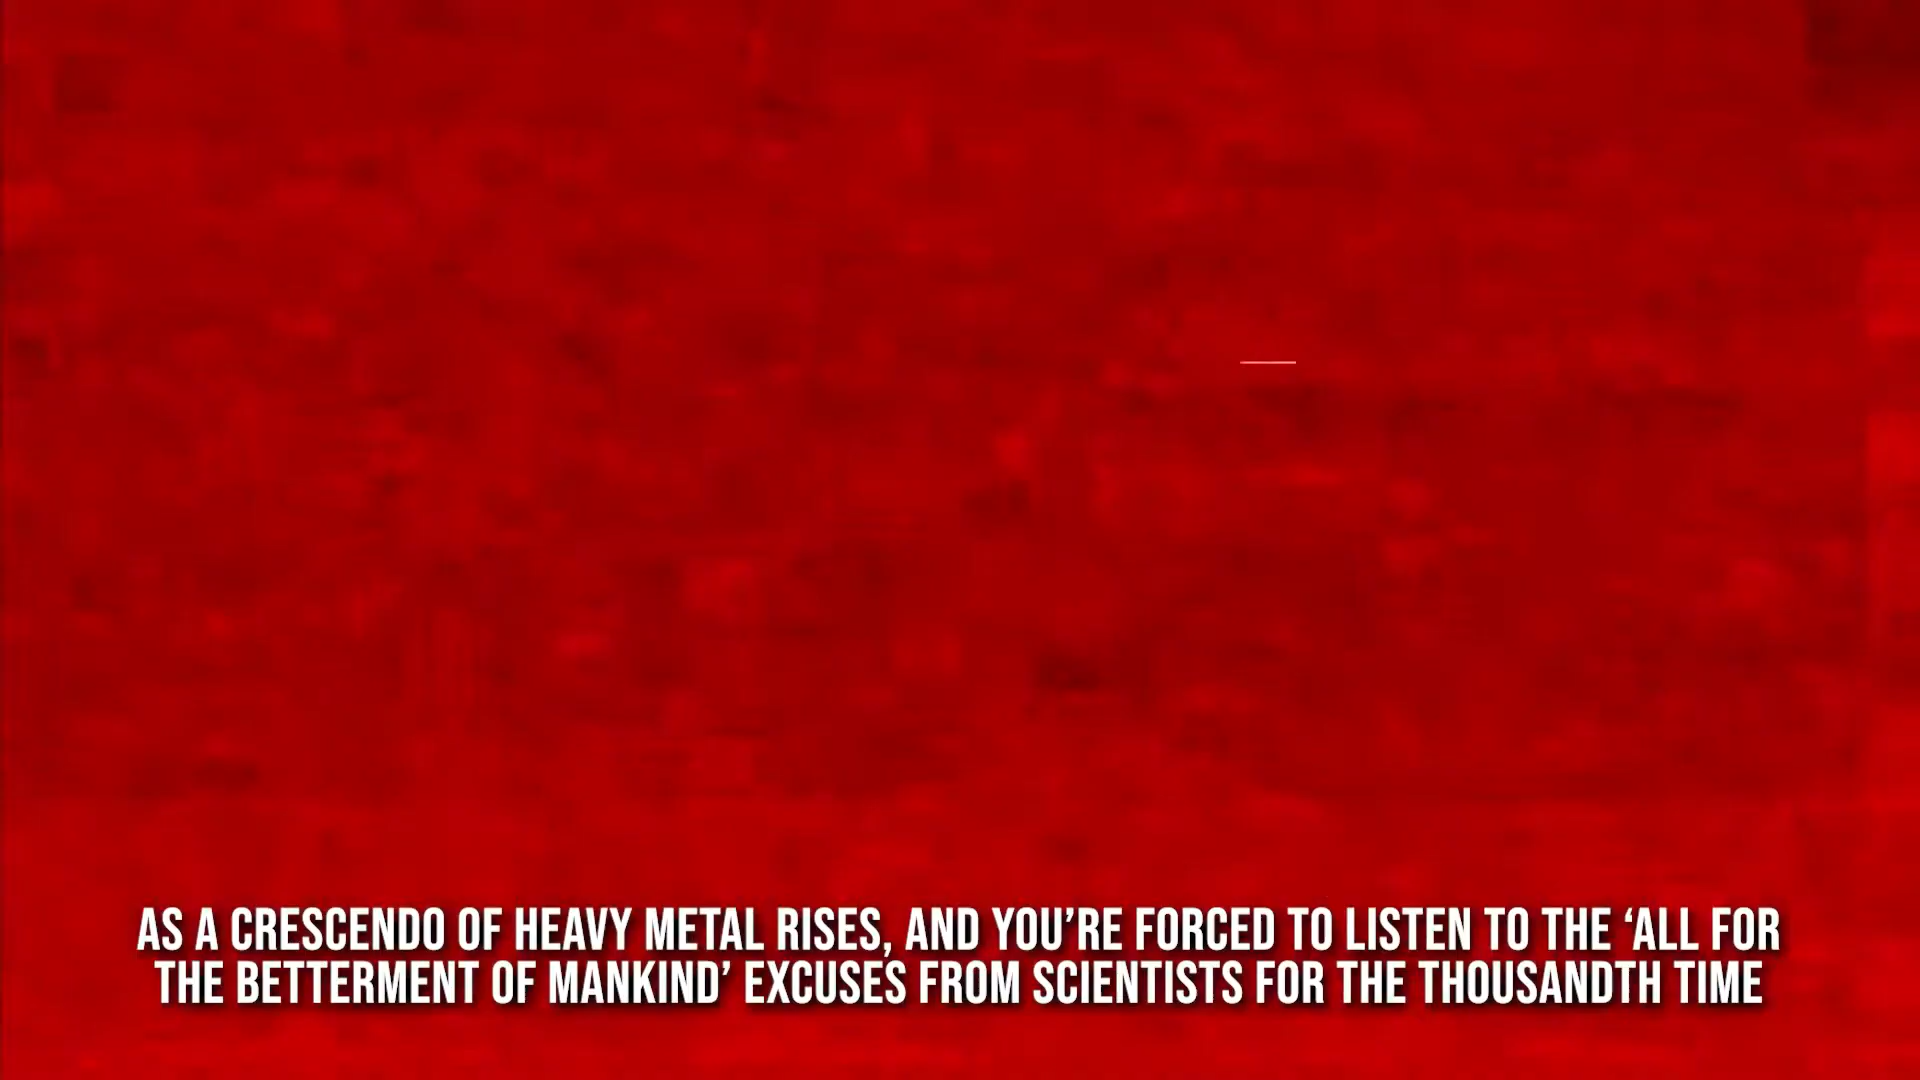 AS A CRESCENDO OF HEAVY METAL RISES, AND YOU’RE FORCED TO LISTEN TO THE ‘ALL FOR
THE BETTERMENT OF MANKIND’ EXCUSES FROM SCIENTISTS FOR THE THOUSANDTH TIME